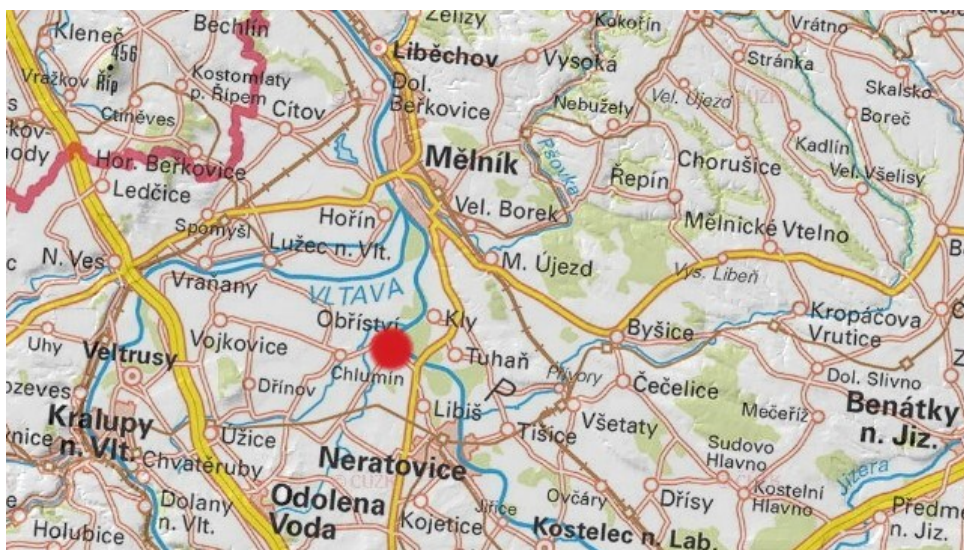 Kleneč
Bechlín
Želízy
Kokořín
Vrátno
456
Říp
Liběchov
Vysoka
Stránka
Vražkov
Kostomlaty
p. Řípem
Dol.
Beřkovice
Skalsko
Ctiněves
Cítov
Nebužely
Vel. Újezd
Boreč
Hor. Beřkovice
Mělník
Pšovka
Chorušice
Kadlín
Ledčice
Řepín
Vel. Všelisy
Spomyšl
Hořín
Vel. Borek
Mělnické Vtelno
Lužec n. Vlt.
N. Ves
M. Újezd
Vys. Libeň
Vraňany
VLTAVA
Obříství
Kly
Kropáčova
Vrutice
Vojkovice
Byšice
Uhy
Veltrusy
Tuhaň
Chlumín
Přívory
Dol. Slivno
Dřínov
Čečelice
P
Mečeříž
Benátky
n. Jiz.
Kralupy
n. Vlt.
Libiš
Všetaty
Úžice
Tišice
Sudovo
Hlavno
Neratovice
Chvatěruby
Jizera
Odolena
Voda
Dolany
n. Vlt.
Ovčáry
Dřísy
Kostelní
Hlavno
Jiřice
Holubice
Kojetice
Kostelec n. Lab.
n. Jiz.